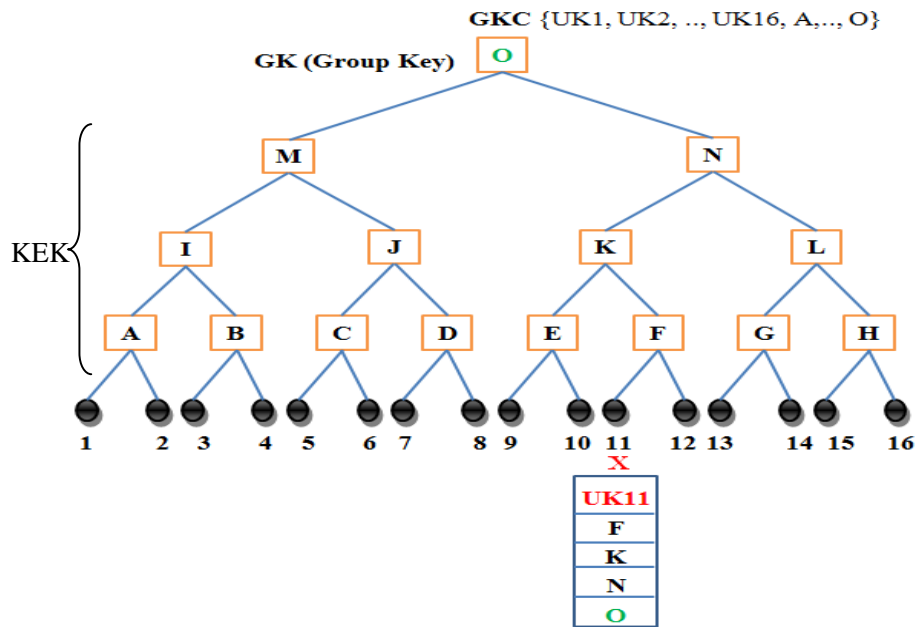 GKC {UK1, UK2, .., UK16, A,.., O}
GK (Group Key)
O
M N
KEK
I J K L
A B C D E F G H
1 2 3 4 5 6 7 8 9 10 11 12 13 14 15 16
X
UK11
F
K
N
O